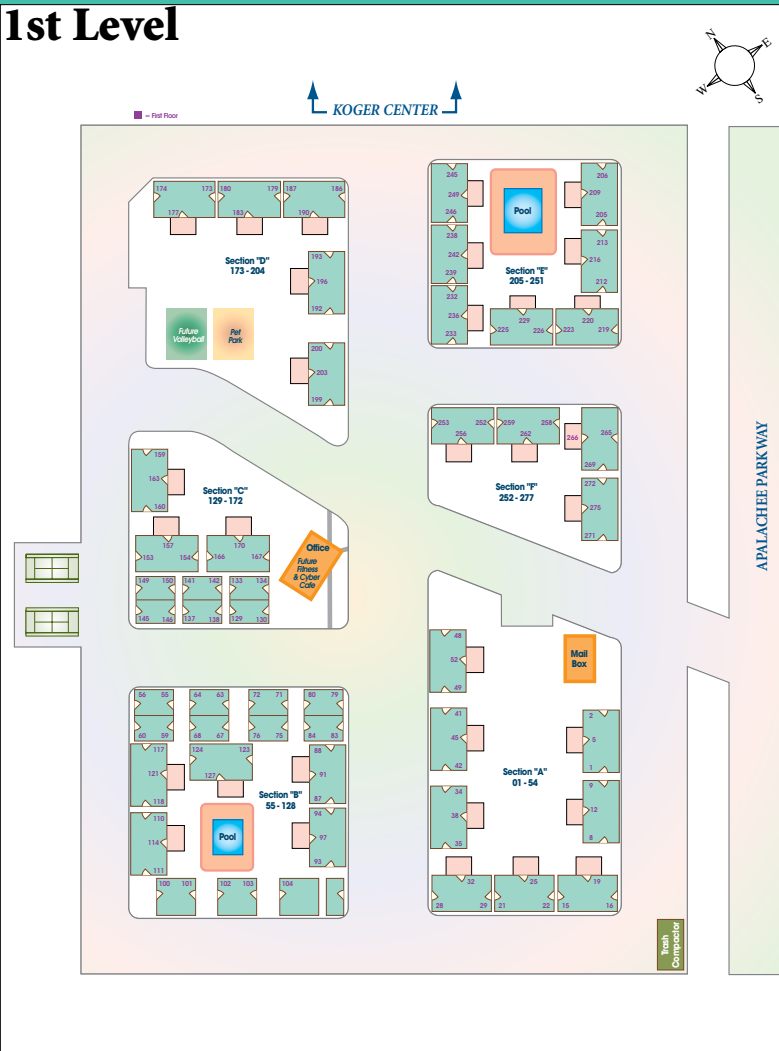 1st Level
N
E
W
S
= First Floor
KOGER CENTER
174 173 180 179 187 186
177 183 190
Section "D"
173 - 204
193
196
192
Future
Volleyball
Pet
Park
200
203
199
245
249
246
238
242
239
232
236
233
Pool
206
209
205
213
216
212
Section "E"
205 - 251
229
225 226
220
223 219
159
163
160
Section "C"
129 - 172
157
153 154
170
166 167
149 150 141 142 133 134
145 146 137 138 129 130
Office
Future
Fitness
& Cyber
Cafe
253 252 259 258
256 262
266
265
269
Section "F"
252 - 277
272
275
271
APALACHEE PARKWAY
56 55 64 63 72 71 80 79
60 59 68 67 76 75 84 83
117
121
118
124 123
127
88
91
87
Section "B"
55 - 128
110
114
111
Pool
94
97
93
100 101 102 103 104
48
52
49
Mail
Box
41
45
42
2
5
1
Section "A"
01 - 54
34
38
35
9
12
8
32 25 19
28 29 21 22 15 16
Trash
Compactor